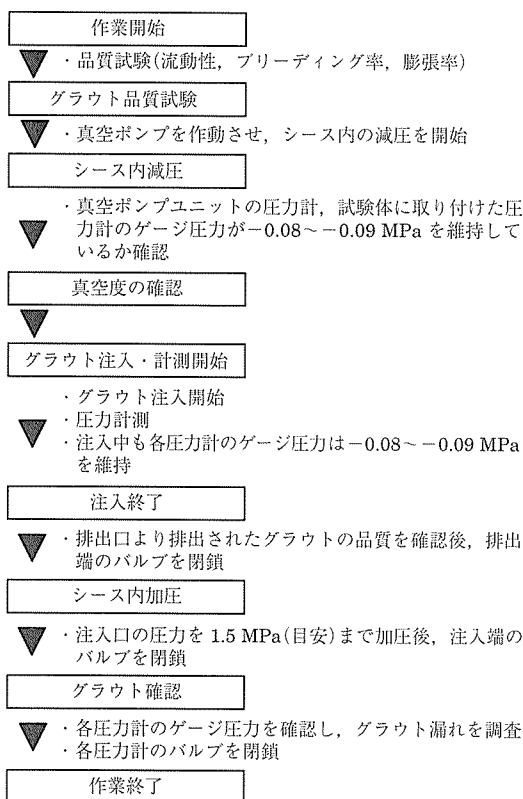 作業開始
・品質試験(流動性，ブリーディング率，膨張率)
グラウト品質試験
・真空ポンプを作動させ，シース内の減圧を開始
シース内減圧
・真空ポンプユニットの圧力計，試験体に取り付けた圧
力計のゲージ圧力が－0.08～－0.09 MPa を維持して
いるか確認
真空度の確認
グラウト注入・計測開始
・グラウト注入開始
・圧力計測
・注入中も各圧力計のゲージ圧力は－0.08～－0.09 MPa
を維持
注入終了
・排出口より排出されたグラウトの品質を確認後，排出
端のバルブを閉鎖
シース内加圧
・注入口の圧力を 1.5 MPa(目安)まで加圧後，注入端の
バルブを閉鎖
グラウト確認
・各圧力計のゲージ圧力を確認し，グラウト漏れを調査
・各圧力計のバルブを閉鎖
作業終了